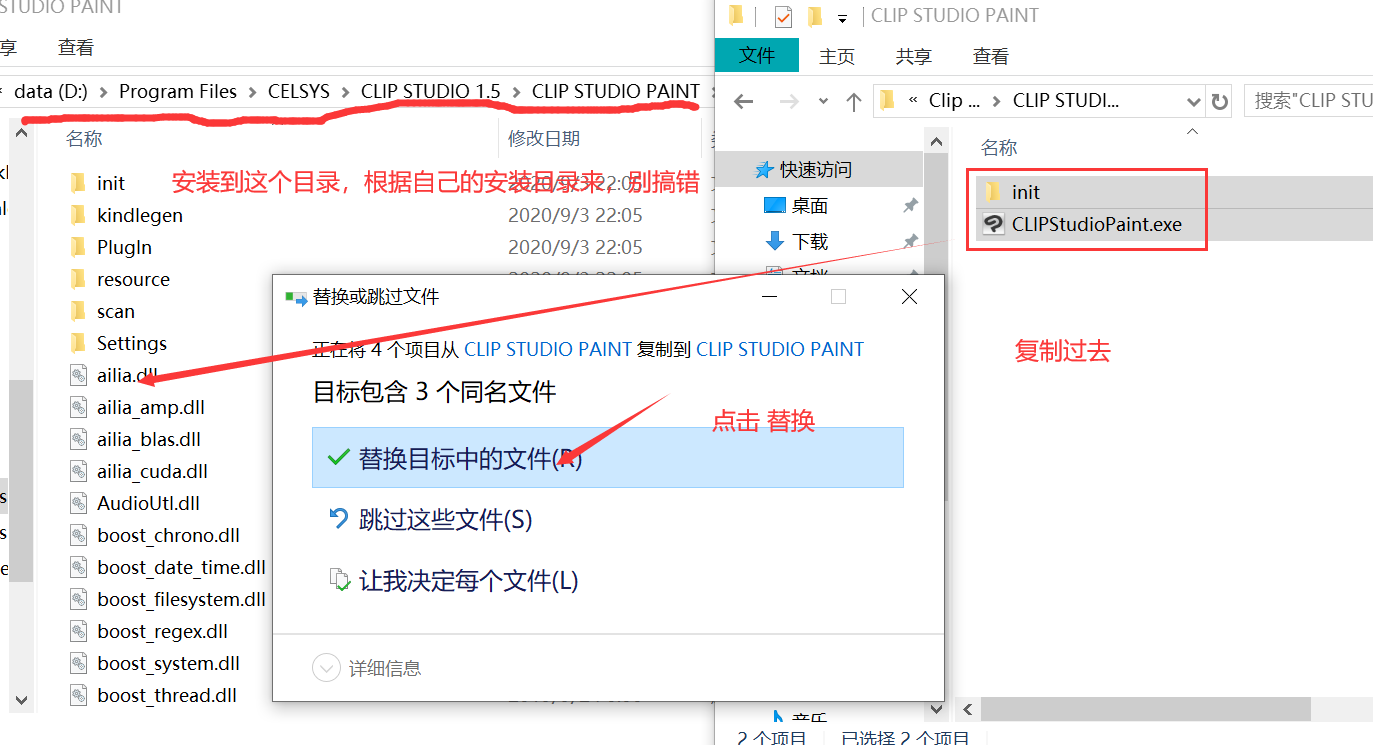 STUDIO PAINT
享 查看
data (D:) › Program Files › CELSYS › CLIP STUDIO 1.5 › CLIP STUDIO PAINT
名称 修改日期
安装到这个目录，根据自己的安装目录来，别搞错
init 2020/9/3 22:05
kindlegen 2020/9/3 22:05
PlugIn 2020/9/3 22:05
resource
scan
Settings
ailia.dll
ailia_amp.dll
ailia_blas.dll
ailia_cuda.dll
AudioUtl.dll
boost_chrono.dll
boost_date_time.dll
boost_filesystem.dll
boost_regex.dll
boost_system.dll
boost_thread.dll
CLIP STUDIO PAINT
文件 主页 共享 查看
« Clip ... › CLIP STUDI... 搜索"CLIP STU
快速访问
桌面
下载
文档
音乐
名称
init
CLIPStudioPaint.exe
复制过去
2 个项目 已选择 2 个项目
替换或跳过文件
正在将 4 个项目从 CLIP STUDIO PAINT 复制到 CLIP STUDIO PAINT
目标包含 3 个同名文件
点击 替换
替换目标中的文件(R)
跳过这些文件(S)
让我决定每个文件(L)
详细信息